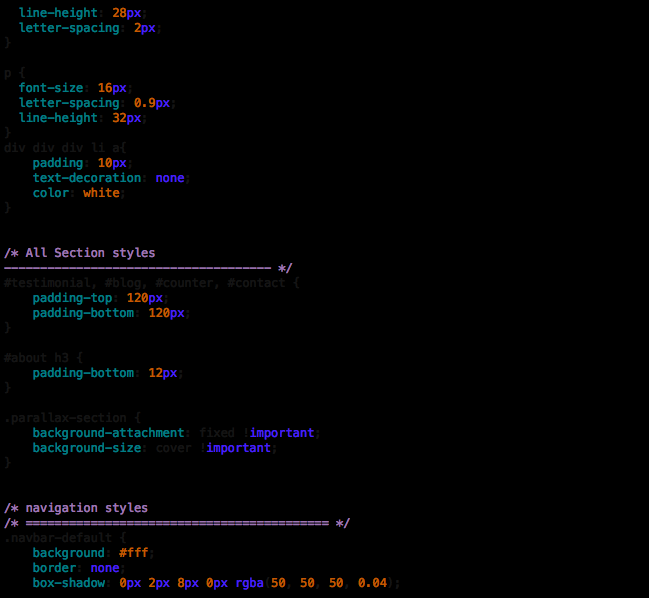 line-height: 28px;
letter-spacing: 2px;
}
p {
font-size: 16px;
letter-spacing: 0.9px;
line-height: 32px;
}
div div div li a{
padding: 10px;
text-decoration: none;
color: white;
}
/* All Section styles
------------------------------------- */
#testimonial, #blog, #counter, #contact {
padding-top: 120px;
padding-bottom: 120px;
}
#about h3 {
padding-bottom: 12px;
}
.parallax-section {
background-attachment: fixed !important;
background-size: cover !important;
}
/* navigation styles
/* ========================================== */
.navbar-default {
background: #fff;
border: none;
box-shadow: 0px 2px 8px 0px rgba(50, 50, 50, 0.04);